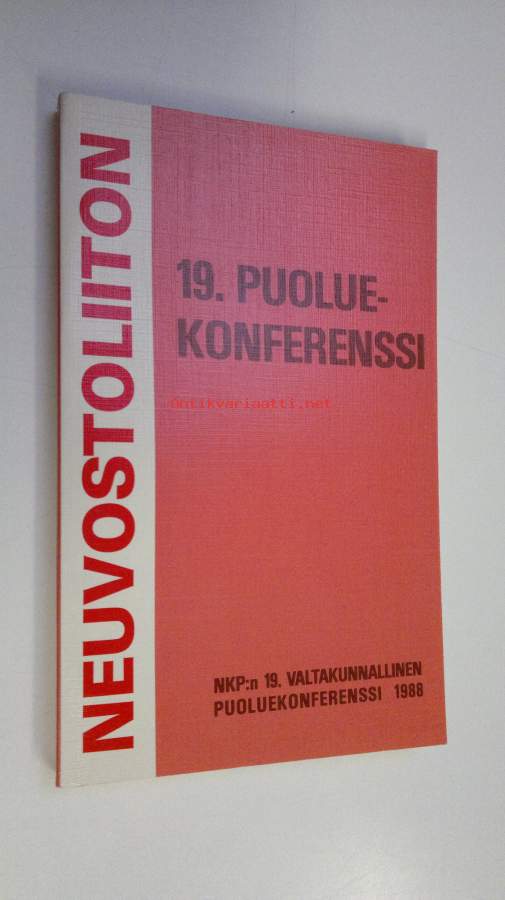 NEUVOSTOLIITON
19. PUOLUE-
KONFERENSSI
antikvariaatti.net
NKP:n 19. VALTAKUNNALLINEN
PUOLUEKONFERENSSI 1988